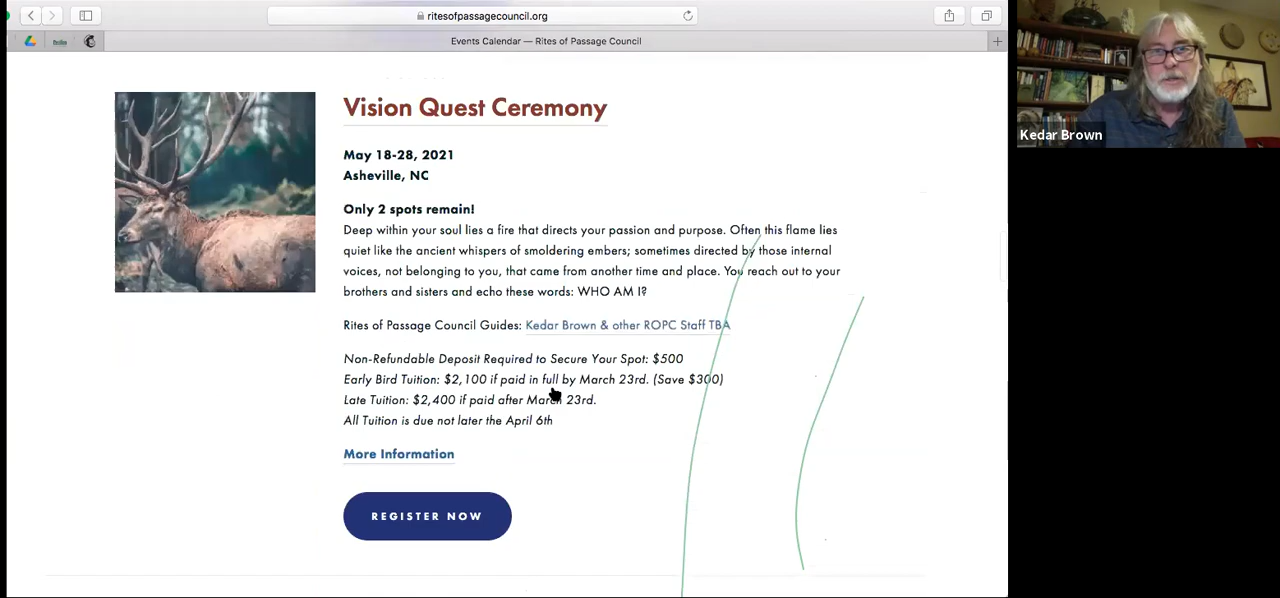 ritesofpassagecouncil.org
Events Calendar — Rites of Passage Council
Kedar Brown
Vision Quest Ceremony
May 18-28, 2021
Asheville, NC
Only 2 spots remain!
Deep within your soul lies a fire that directs your passion and purpose. Often this flame lies
quiet like the ancient whispers of smoldering embers; sometimes directed by those internal
voices, not belonging to you, that came from another time and place. You reach out to your
brothers and sisters and echo these words: WHO AM I?
Rites of Passage Council Guides: Kedar Brown & other ROPC Staff TBA
Non-Refundable Deposit Required to Secure Your Spot: $500
Early Bird Tuition: $2,100 if paid in full by March 23rd. (Save $300)
Late Tuition: $2,400 if paid after March 23rd.
All Tuition is due not later the April 6th
More Information
REGISTER NOW